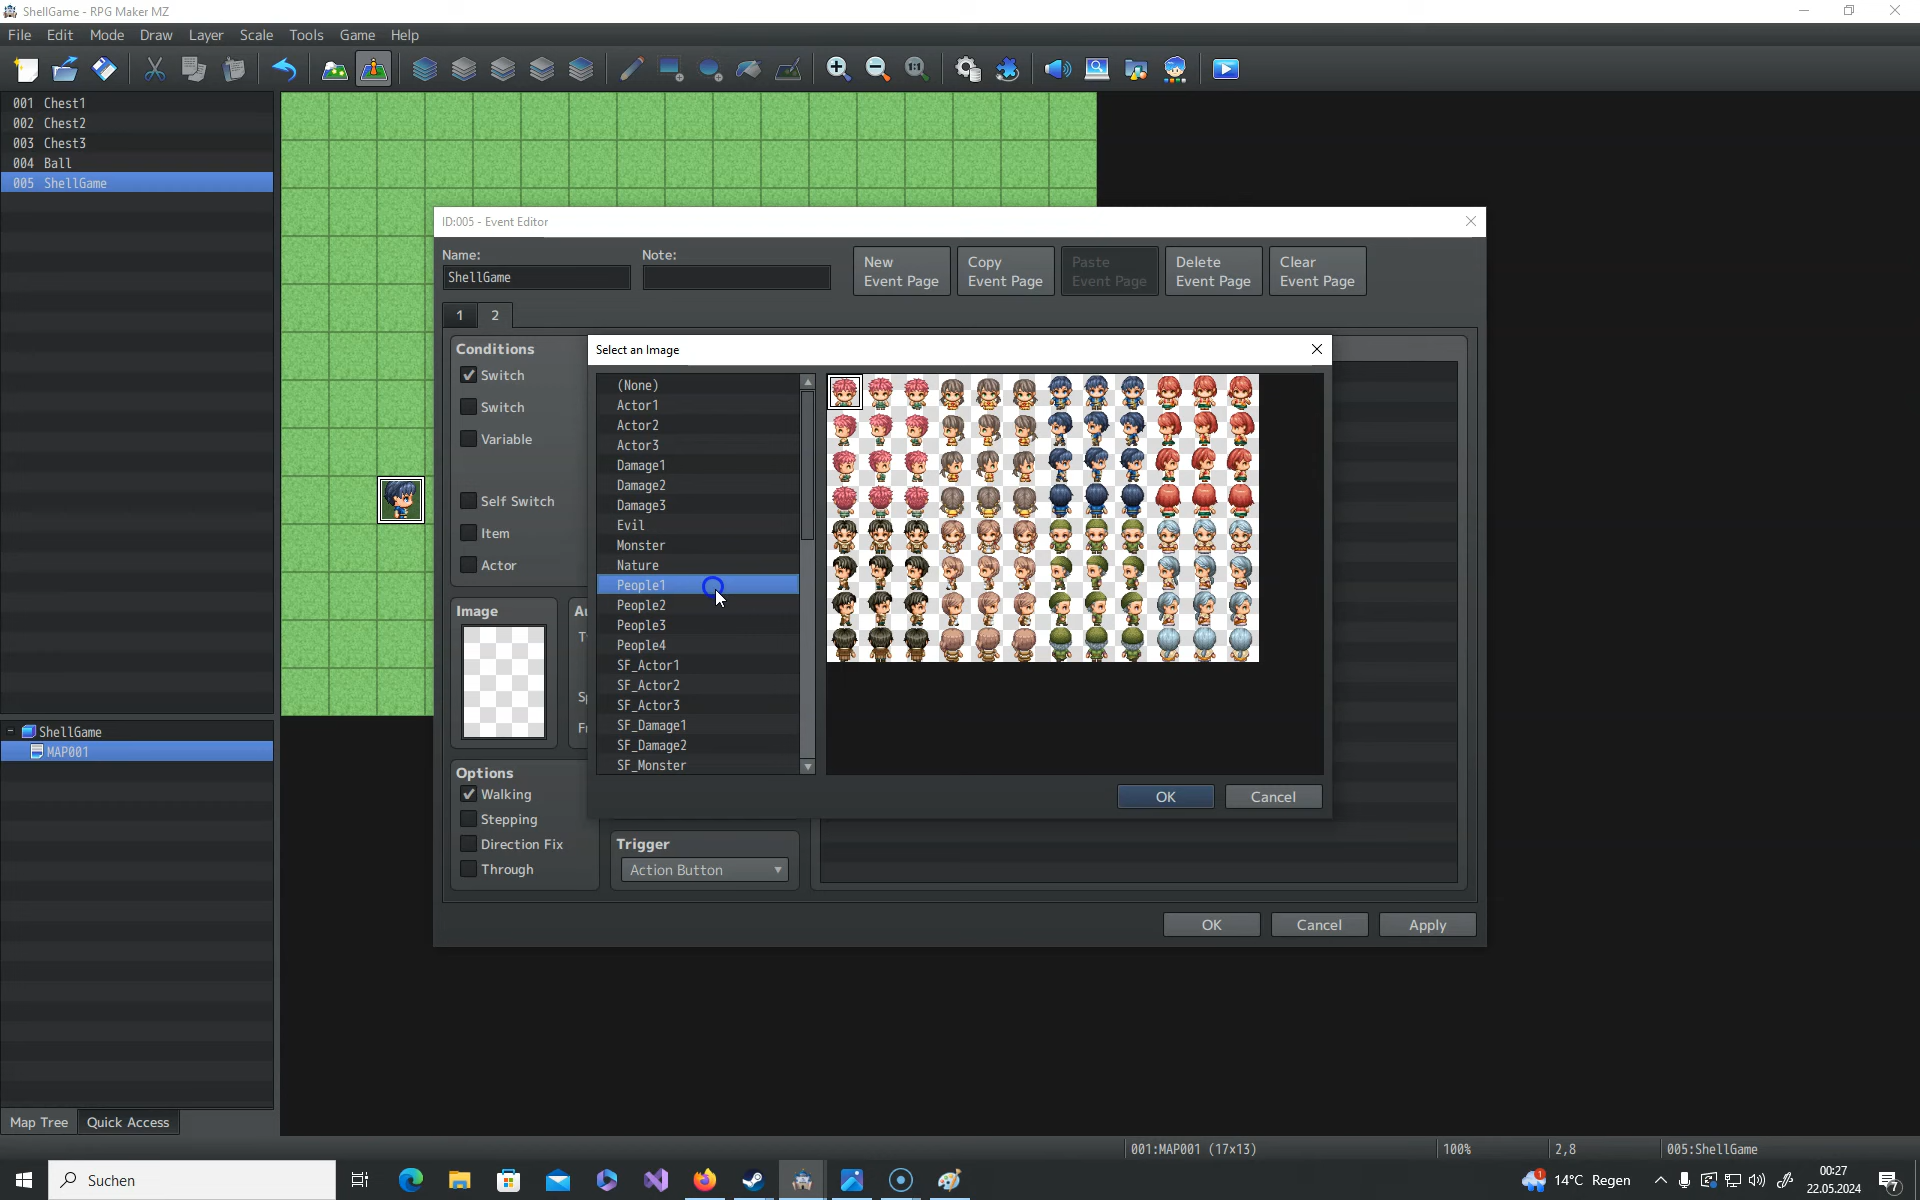 ShellGame - RPG Maker MZ
File Edit Mode Draw Layer Scale Tools Game Help
1:1
001 Chest1
002 Chest2
003 Chest3
004 Ball
005 ShellGame
ID:005 - Event Editor
Name:
Note:
ShellGame
New
Event Page
Copy
Event Page
Paste
Event Page
Delete
Event Page
Clear
Event Page
1
2
Conditions
Switch
Switch
Variable
Self Switch
Item
Actor
Image
Options
Walking
Stepping
Direction Fix
Through
Trigger
Action Button
Select an Image
(None)
Actor1
Actor2
Actor3
Damage1
Damage2
Damage3
Evil
Monster
Nature
People1
People2
People3
People4
SF_Actor1
SF_Actor2
SF_Actor3
SF_Damage1
SF_Damage2
SF_Monster
OK
Cancel
OK
Cancel
Apply
ShellGame
MAP001
Map Tree
Quick Access
001:MAP001 (17x13)
100%
2,8
005:ShellGame
Suchen
14°C Regen
00:27
22.05.2024
7